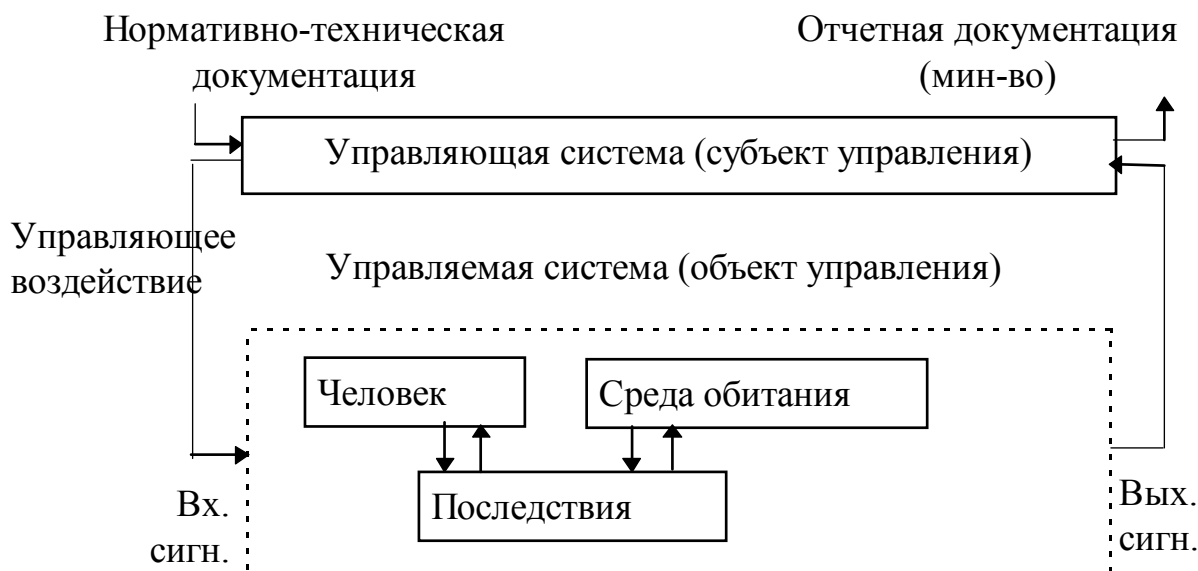 Нормативно-техническая
документация
Отчетная документация
(мин-во)
Управляющая система (субъект управления)
Управляющее
воздействие
Управляемая система (объект управления)
Человек
Среда обитания
Последствия
Вх.
сигн.
Вых.
сигн.